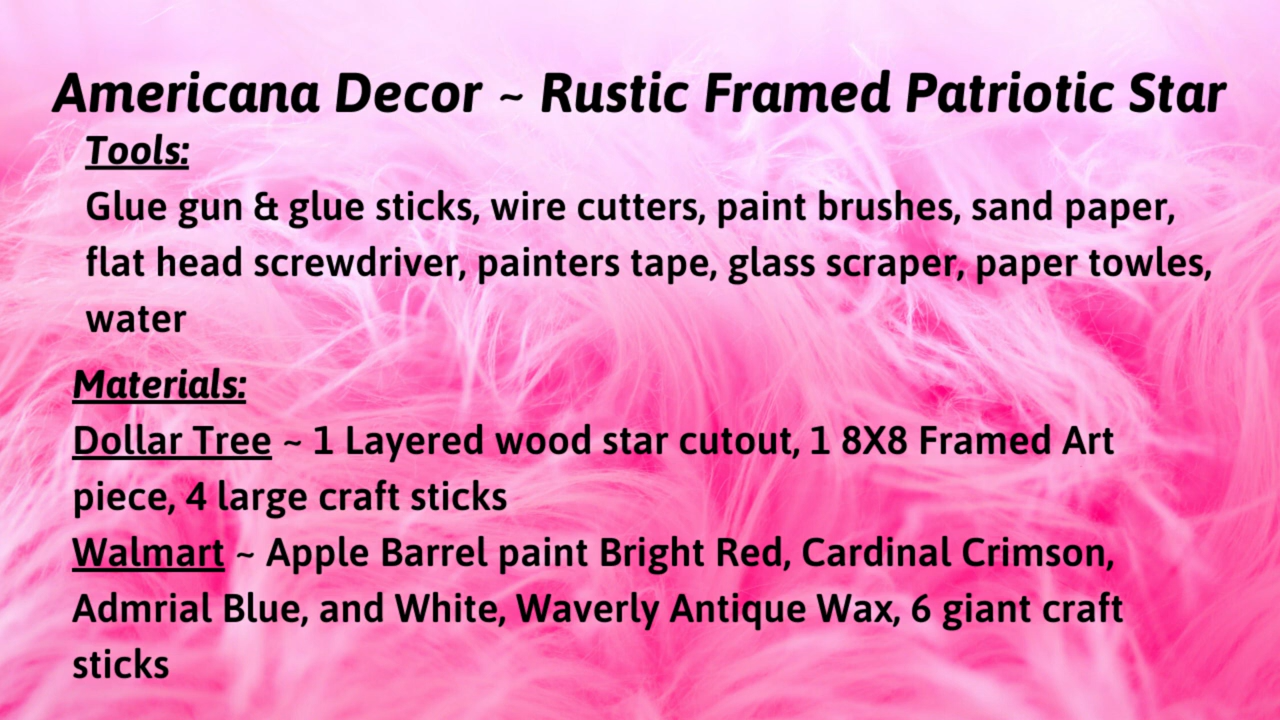 Americana Decor ~ Rustic Framed Patriotic Star
Tools:
Glue gun & glue sticks, wire cutters, paint brushes, sand paper,
flat head screwdriver, painters tape, glass scraper, paper towles,
water
Materials:
Dollar Tree ~ 1 Layered wood star cutout, 1 8X8 Framed Art
piece, 4 large craft sticks
Walmart ~ Apple Barrel paint Bright Red, Cardinal Crimson,
Admrial Blue, and White, Waverly Antique Wax, 6 giant craft
sticks